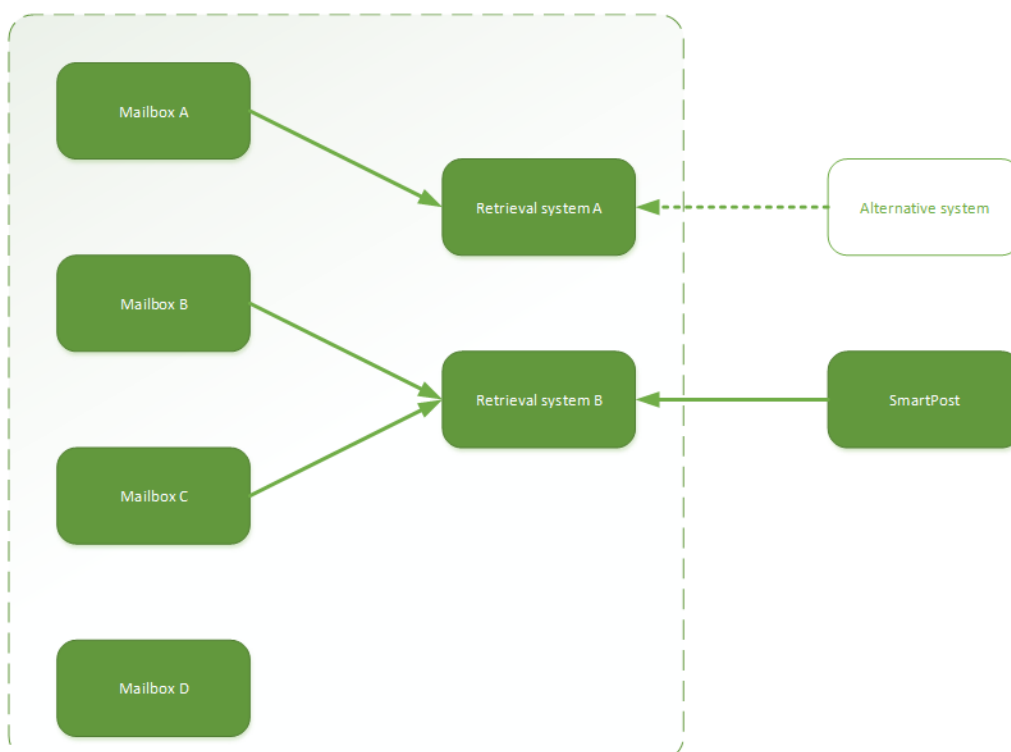 Mailbox A
Retrieval system A
Alternative system
Mailbox B
Retrieval system B
SmartPost
Mailbox C
Mailbox D